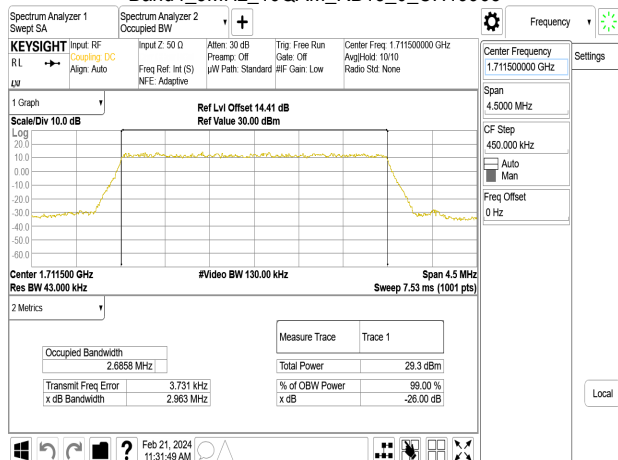 Spectrum Analyzer 1
Swept SA
Spectrum Analyzer 2
Occupied BW
Frequency
KEYSIGHT
RL
Input: RF
Coupling: DC
Align: Auto
Input Z: 50 Ω
Freq Ref: Int (S)
NFE: Adaptive
Atten: 30 dB
Preamp: Off
µW Path: Standard
Trig: Free Run
Gate: Off
#IF Gain: Low
Center Freq: 1.711500000 GHz
Avg|Hold: 10/10
Radio Std: None
Center Frequency
1.711500000 GHz
Settings
Span
4.5000 MHz
CF Step
450.000 kHz
Auto
Man
Freq Offset
0 Hz
1 Graph
Scale/Div 10.0 dB
Ref Lvl Offset 14.41 dB
Ref Value 30.00 dBm
Log
20.0
10.0
0.00
-10.0
-20.0
-30.0
-40.0
-50.0
-60.0
Center 1.711500 GHz
Res BW 43.000 kHz
#Video BW 130.00 kHz
Span 4.5 MHz
Sweep 7.53 ms (1001 pts)
2 Metrics
Measure Trace Trace 1
Occupied Bandwidth
2.6858 MHz
Total Power 29.3 dBm
Transmit Freq Error 3.731 kHz
% of OBW Power 99.00 %
x dB Bandwidth 2.963 MHz
x dB -26.00 dB
Local
Feb 21, 2024
11:31:49 AM